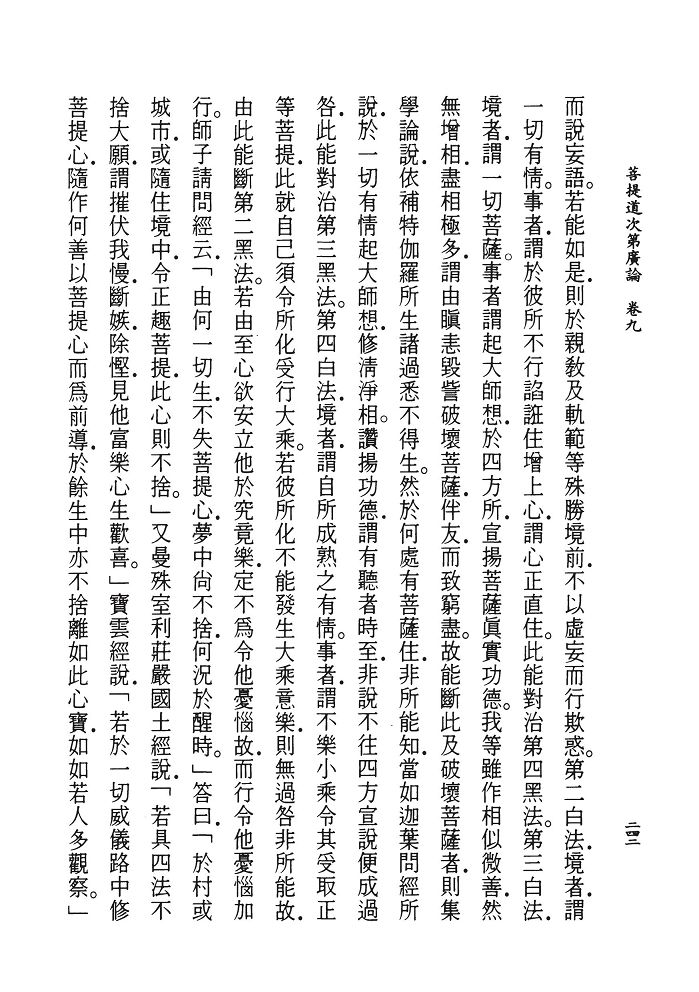 菩提道次第廣論　卷九
二四二
而說妄語。若能如是，則於親教及軌範等殊勝境前，不以虛妄而行欺惑。第二白法，境者，謂
一切有情。事者，謂於彼所不行諂誑住增上心，謂心正直住。此能對治第四黑法。第三白法，
境者，謂一切菩薩。事者謂起大師想，於四方所，宣揚菩薩眞實功德。我等雖作相似微善，然
無增相，盡相極多，謂由瞋恚毀訾破壞菩薩，伴友，而致窮盡。故能斷此及破壞菩薩者，則集
學論說，依補特伽羅所生諸過悉不得生。然於何處有菩薩住，非所能知，當如迦葉問經所
說，於一切有情起大師想，修清淨相。讚揚功德，謂有聽者時至，非說不往四方宣說便成過
咎，此能對治第三黑法。第四白法，境者，謂自所成熟之有情。事者，謂不樂小乘令其受取正
等菩提，此就自己須令所化受行大乘。若彼所化不能發生大乘意樂，則無過咎非所能故，
由此能斷第二黑法。若由至心欲安立他於究竟樂，定不爲令他憂惱故，而行令他憂惱加
行。師子請問經云，「由何一切生，不失菩提心，夢中尙不捨，何況於醒時。」答曰，「於村或
城市，或隨住境中，令正趣菩提，此心則不捨。」又曼殊室利莊嚴國土經說，「若具四法不
捨大願，謂摧伏我慢，斷嫉，除慳，見他富樂心生歡喜。」寶雲經說，「若於一切威儀路中修
菩提心，隨作何善以菩提心而爲前導，於餘生中亦不捨離如此心寶，如如若人多觀察。」